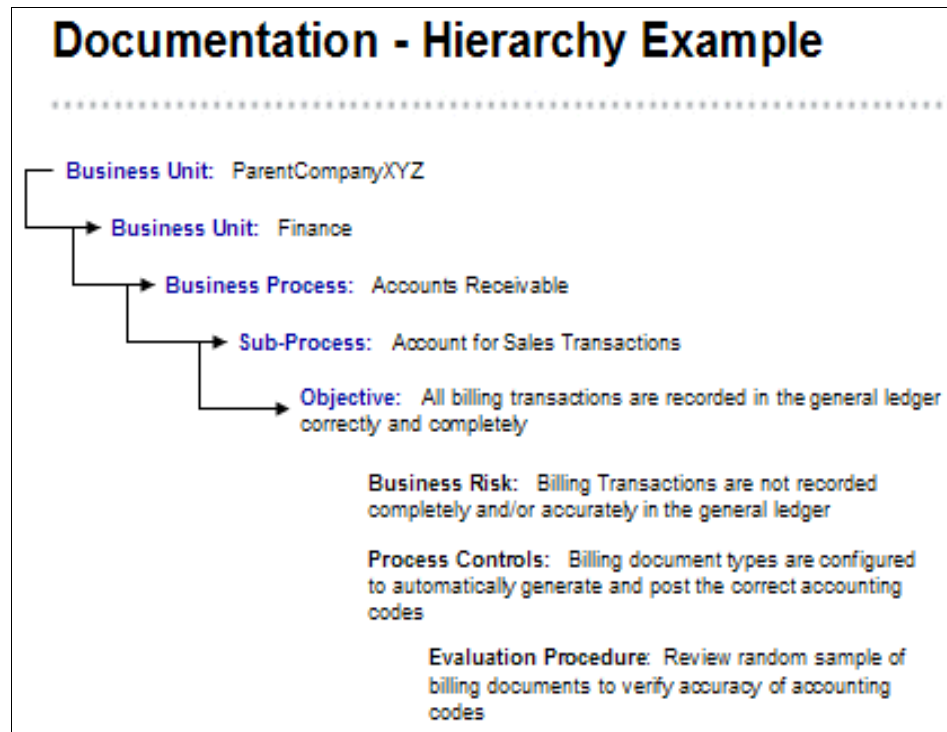 Documentation - Hierarchy Example
Business Unit: ParentCompanyXYZ
Business Unit: Finance
Business Process: Accounts Receivable
Sub-Process: Account for Sales Transactions
Objective: All billing transactions are recorded in the general ledger
correctly and completely
Business Risk: Billing Transactions are not recorded
completely and/or accurately in the general ledger
Process Controls: Billing document types are configured
to automatically generate and post the correct accounting
codes
Evaluation Procedure: Review random sample of
billing documents to verify accuracy of accounting
codes